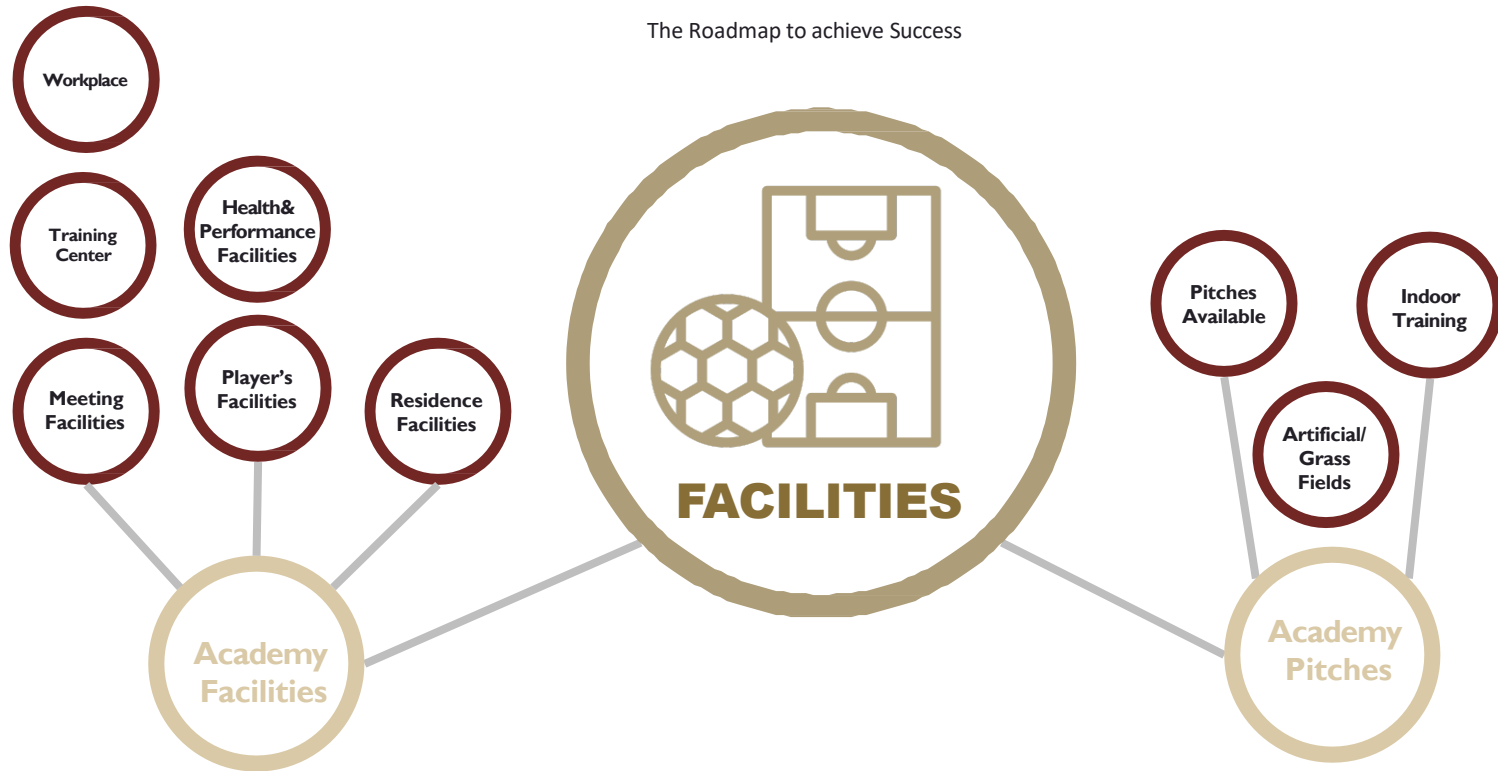 The Roadmap to achieve Success
Workplace
Training
Center
Health&
Performance
Facilities
Meeting
Facilities
Player’s
Facilities
Residence
Facilities
Academy
Facilities
FACILITIES
Pitches
Available
Indoor
Training
Artificial/
Grass
Fields
Academy
Pitches